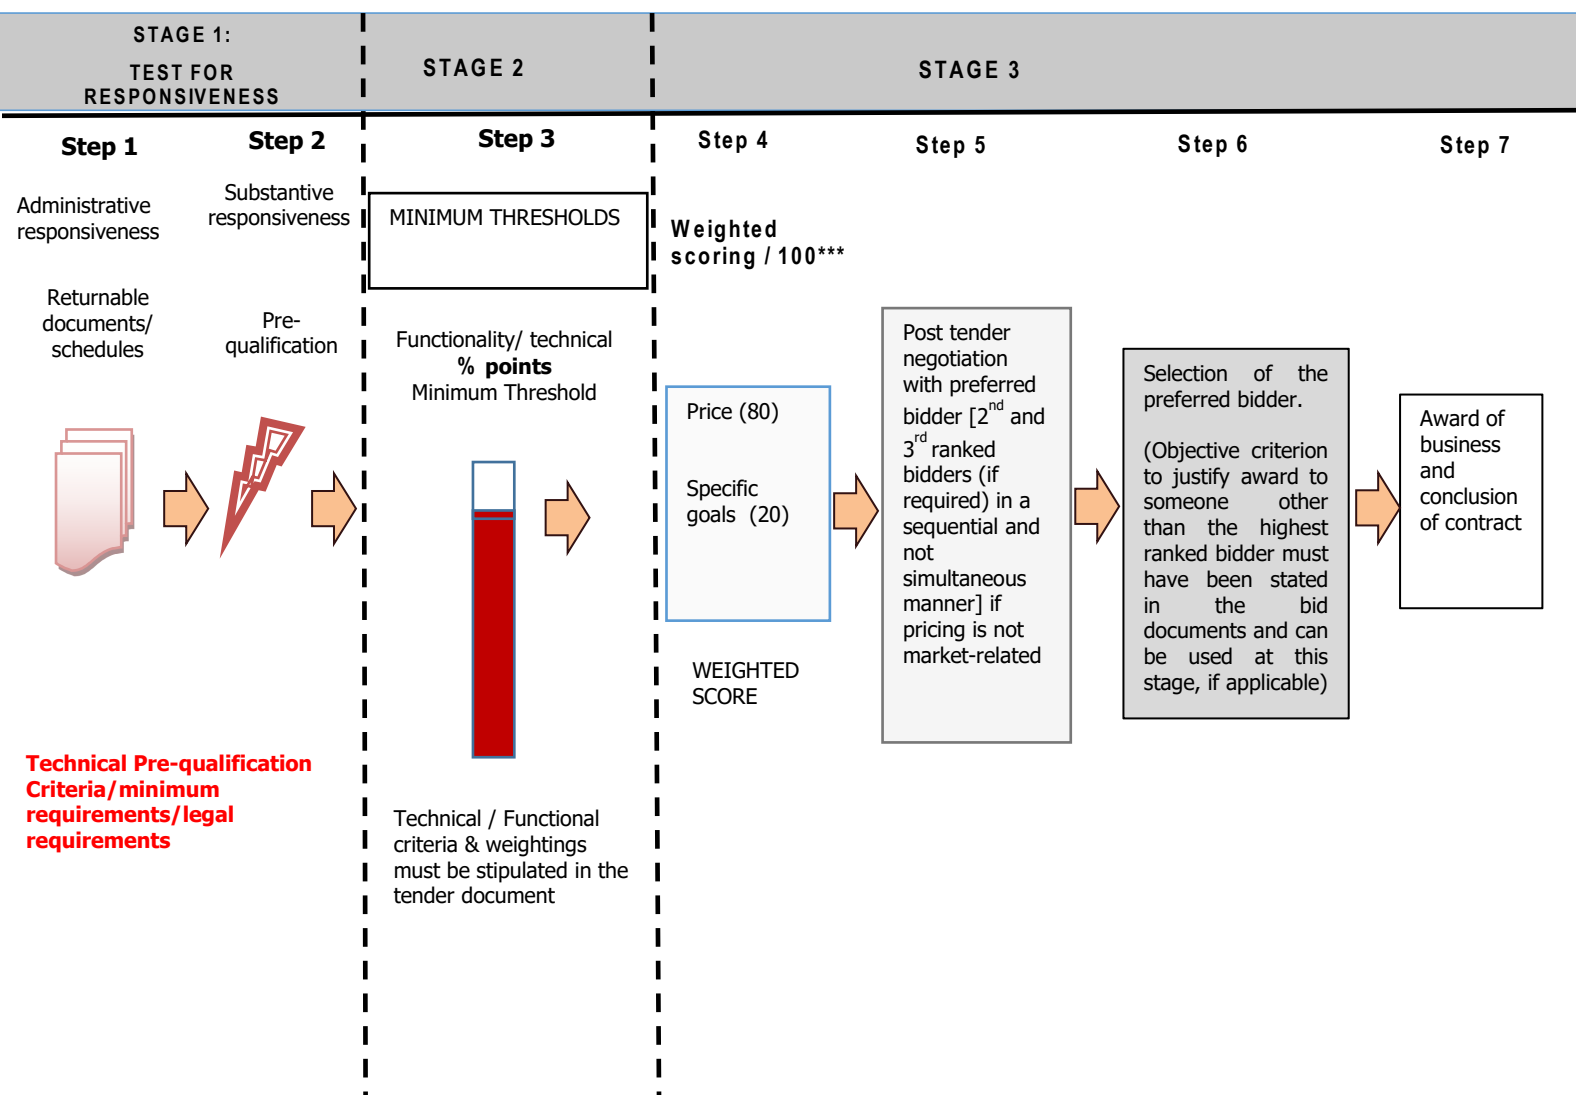 STAGE 1:
TEST FOR
RESPONSIVENESS
STAGE 2
STAGE 3
Step 1
Step 2
Step 3
Step 4
Step 5
Step 6
Step 7
Administrative
responsiveness
Returnable
documents/
schedules
Substantive
responsiveness
Pre-
qualification
Technical Pre-qualification
Criteria/minimum
requirements/legal
requirements
MINIMUM THRESHOLDS
Functionality/ technical
% points
Minimum Threshold
Technical / Functional
criteria & weightings
must be stipulated in the
tender document
Weighted
scoring / 100***
Price (80)
Specific
goals (20)
WEIGHTED
SCORE
Post tender
negotiation
with preferred
bidder [2nd and
3rd ranked
bidders (if
required) in a
sequential and
not
simultaneous
manner] if
pricing is not
market-related
Selection of the
preferred bidder.
(Objective criterion
to justify award to
someone other
than the highest
ranked bidder must
have been stated
in the bid
documents and can
be used at this
stage, if applicable)
Award of
business
and
conclusion
of contract